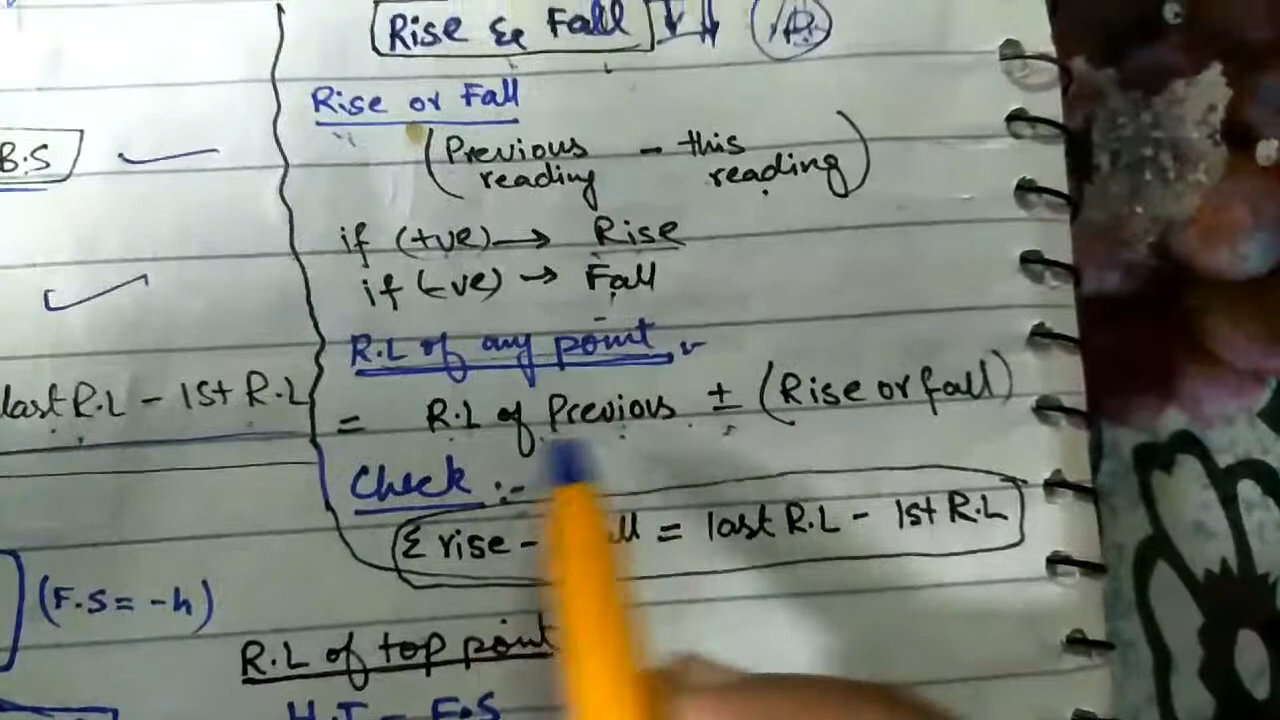 Rise & Fall
Rise or Fall
B.S
(Previous reading - this reading)
if (+ve) → Rise
if (-ve) → Fall
R.L of any point
last R.L - 1st R.L
= R.L of Previous ± (Rise or fall)
Check :-
Σ rise - = last R.L - 1st R.L
(F.S = -h)
R.L of top point
H.I - F.S